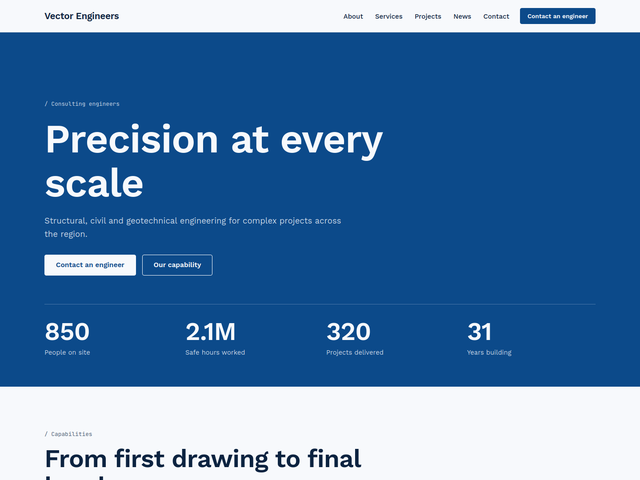 Vector Engineers
About Services Projects News Contact Contact an engineer
/ Consulting engineers
Precision at every
scale
Structural, civil and geotechnical engineering for complex projects across
the region.
Contact an engineer Our capability
850 2.1M 320 31
People on site Safe hours worked Projects delivered Years building
/ Capabilities
From first drawing to final